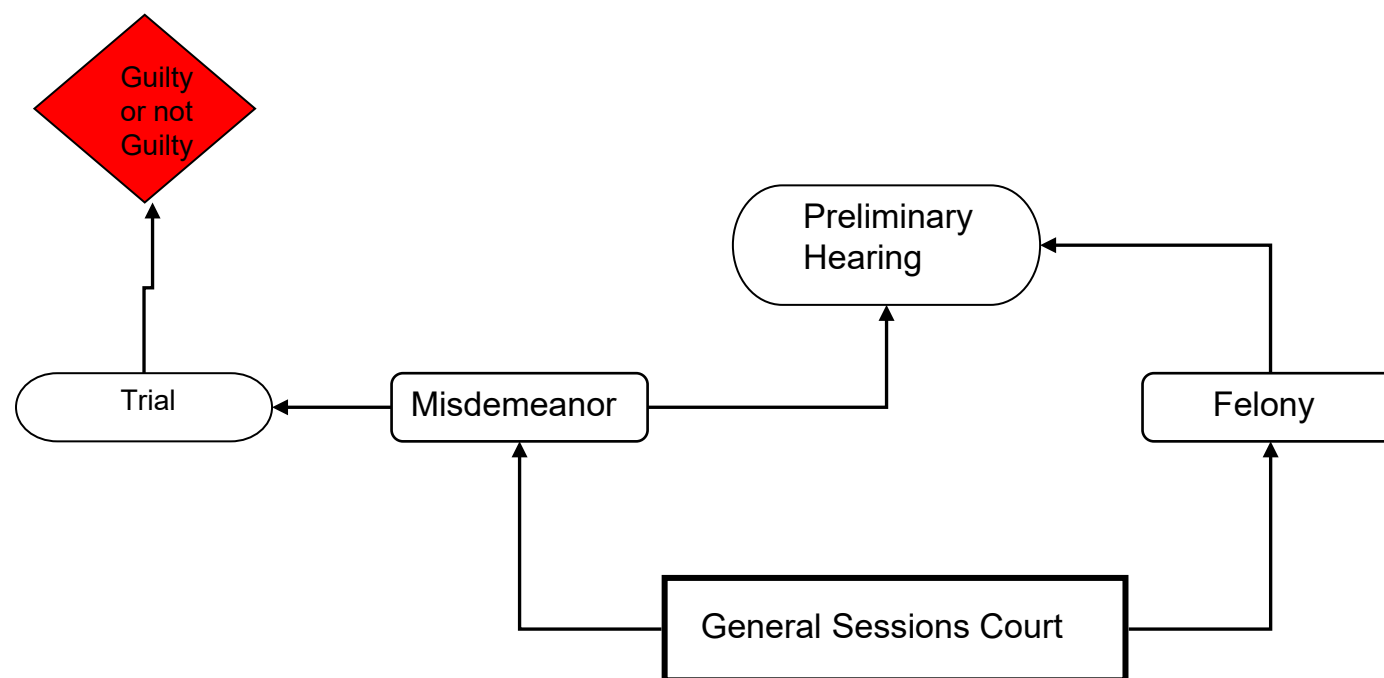 Guilty
or not
Guilty
Preliminary
Hearing
Trial
Misdemeanor
Felony
General Sessions Court